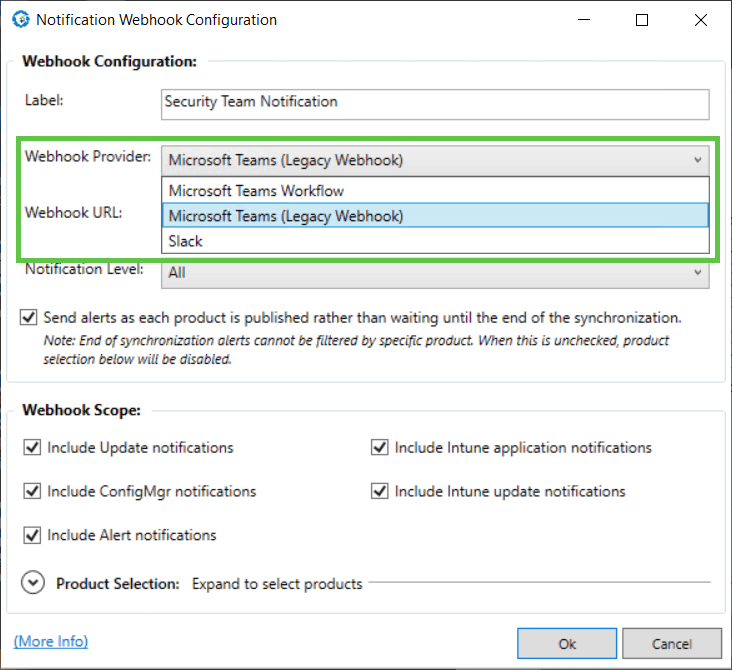 Notification Webhook Configuration
Webhook Configuration:
Label: Security Team Notification
Webhook Provider: Microsoft Teams (Legacy Webhook)
Microsoft Teams Workflow
Webhook URL: Microsoft Teams (Legacy Webhook)
Slack
Notification Level: All
Send alerts as each product is published rather than waiting until the end of the synchronization.
Note: End of synchronization alerts cannot be filtered by specific product. When this is unchecked, product
selection below will be disabled.
Webhook Scope:
Include Update notifications Include Intune application notifications
Include ConfigMgr notifications Include Intune update notifications
Include Alert notifications
Product Selection: Expand to select products
(More Info) Ok Cancel